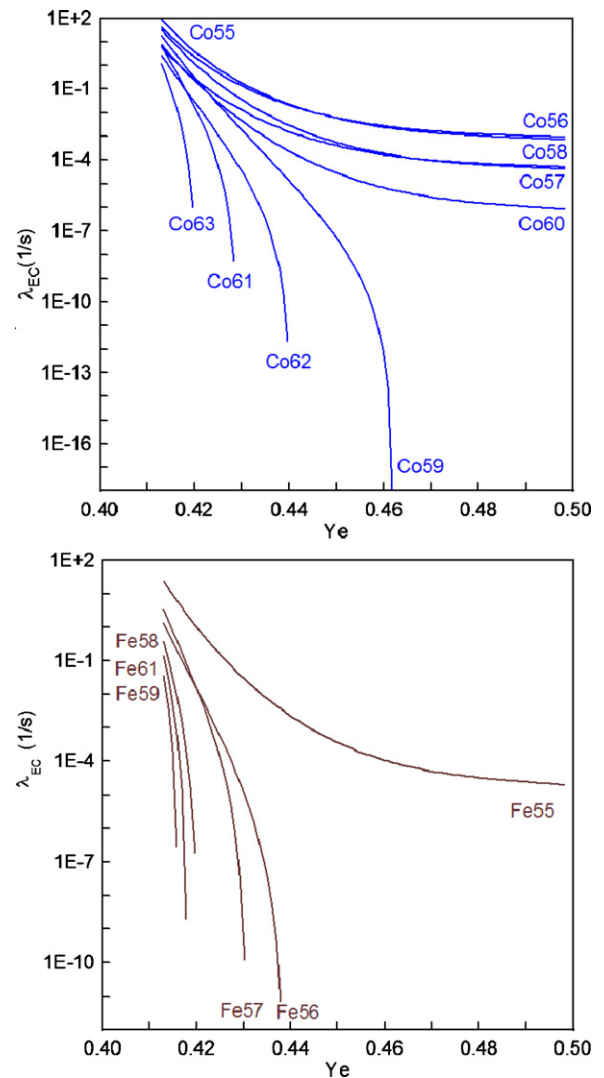 1E+2
Co55
1E-1
Co56
Co58
1E-4
Co57
Co60
Co63
1E-7
Co61
λEC(1/s)
1E-10
Co62
1E-13
1E-16
Co59
0.40 0.42 0.44 0.46 0.48 0.50
Ye
1E+2
Fe58
1E-1
Fe61
Fe59
λEC (1/s)
1E-4
Fe55
1E-7
1E-10
Fe57 Fe56
0.40 0.42 0.44 0.46 0.48 0.50
Ye